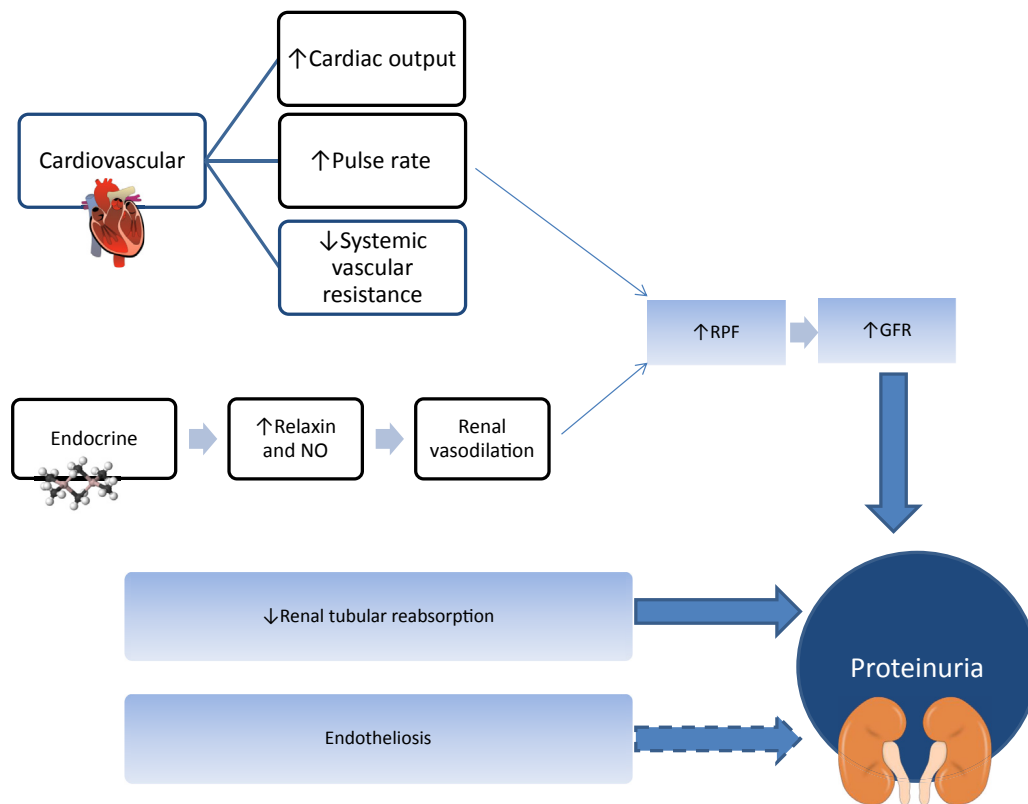 ↑Cardiac output
Cardiovascular
↑Pulse rate
↓Systemic
vascular
resistance
↑RPF
↑GFR
Endocrine
↑Relaxin
and NO
Renal
vasodilation
↓Renal tubular reabsorption
Proteinuria
Endotheliosis